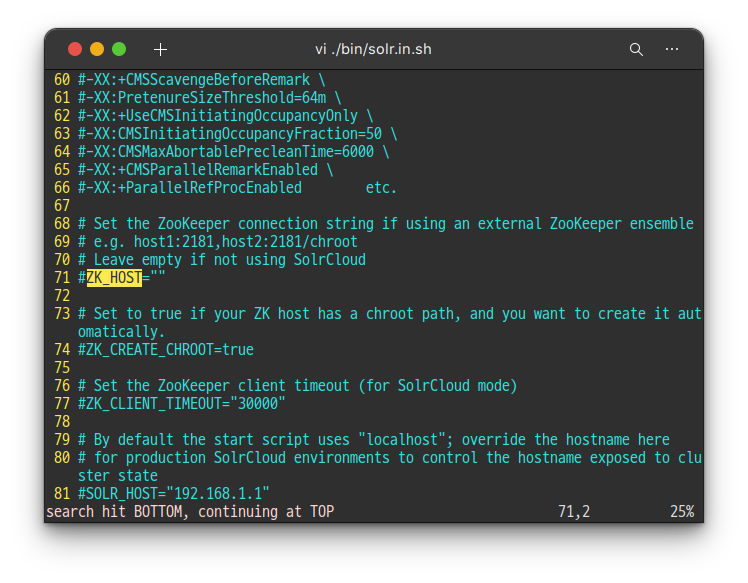 vi ./bin/solr.in.sh
60 #-XX:+CMSScavengeBeforeRemark \
61 #-XX:PretenureSizeThreshold=64m \
62 #-XX:+UseCMSInitiatingOccupancyOnly \
63 #-XX:CMSInitiatingOccupancyFraction=50 \
64 #-XX:CMSMaxAbortablePrecleanTime=6000 \
65 #-XX:+CMSParallelRemarkEnabled \
66 #-XX:+ParallelRefProcEnabled        etc.
67
68 # Set the ZooKeeper connection string if using an external ZooKeeper ensemble
69 # e.g. host1:2181,host2:2181/chroot
70 # Leave empty if not using SolrCloud
71 #ZK_HOST=""
72
73 # Set to true if your ZK host has a chroot path, and you want to create it aut
omatically.
74 #ZK_CREATE_CHROOT=true
75
76 # Set the ZooKeeper client timeout (for SolrCloud mode)
77 #ZK_CLIENT_TIMEOUT="30000"
78
79 # By default the start script uses "localhost"; override the hostname here
80 # for production SolrCloud environments to control the hostname exposed to clu
ster state
81 #SOLR_HOST="192.168.1.1"
search hit BOTTOM, continuing at TOP                            71,2          25%